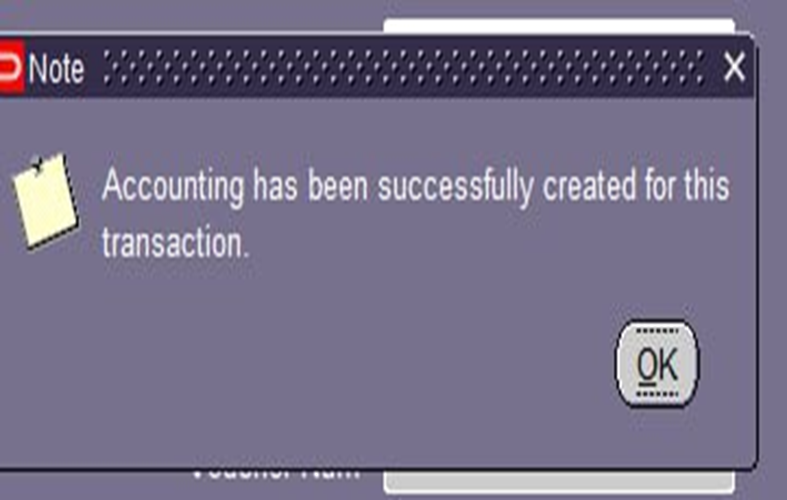 Note
Accounting has been successfully created for this
transaction.
OK